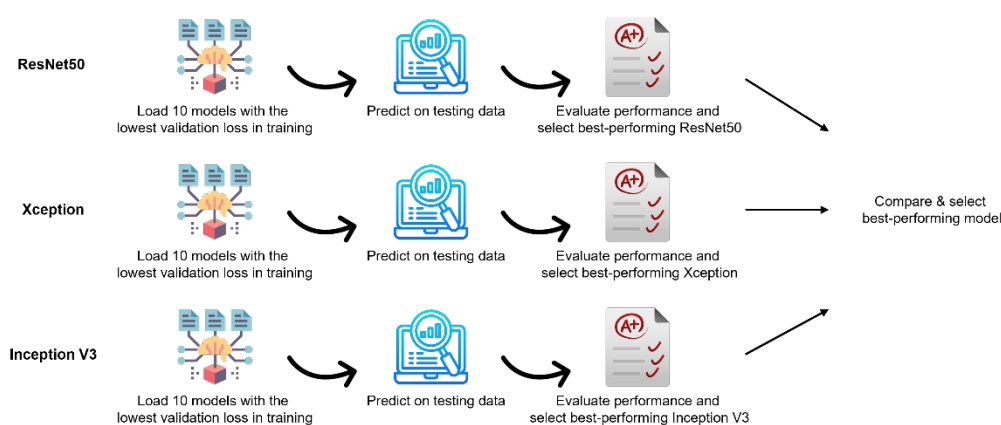 ResNet50
Load 10 models with the
lowest validation loss in training
Predict on testing data
A+
Evaluate performance and
select best-performing ResNet50
Xception
Load 10 models with the
lowest validation loss in training
Predict on testing data
A+
Evaluate performance and
select best-performing Xception
Compare & select
best-performing model
Inception V3
Load 10 models with the
lowest validation loss in training
Predict on testing data
A+
Evaluate performance and
select best-performing Inception V3